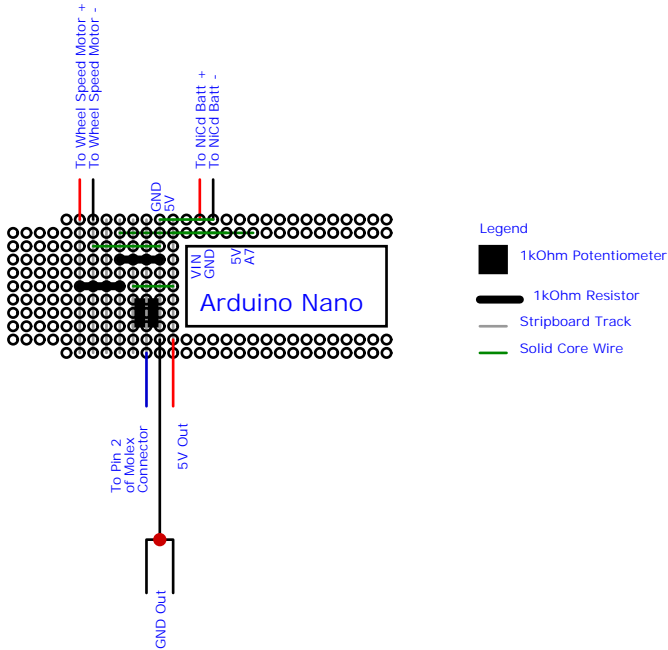 To Wheel Speed Motor +
To Wheel Speed Motor -
To NiCd Batt +
To NiCd Batt -
GND
5V
VIN
GND
5V
A7
Arduino Nano
Legend
1kOhm Potentiometer
1kOhm Resistor
Stripboard Track
Solid Core Wire
To Pin 2
of Molex
Connector
5V Out
GND Out